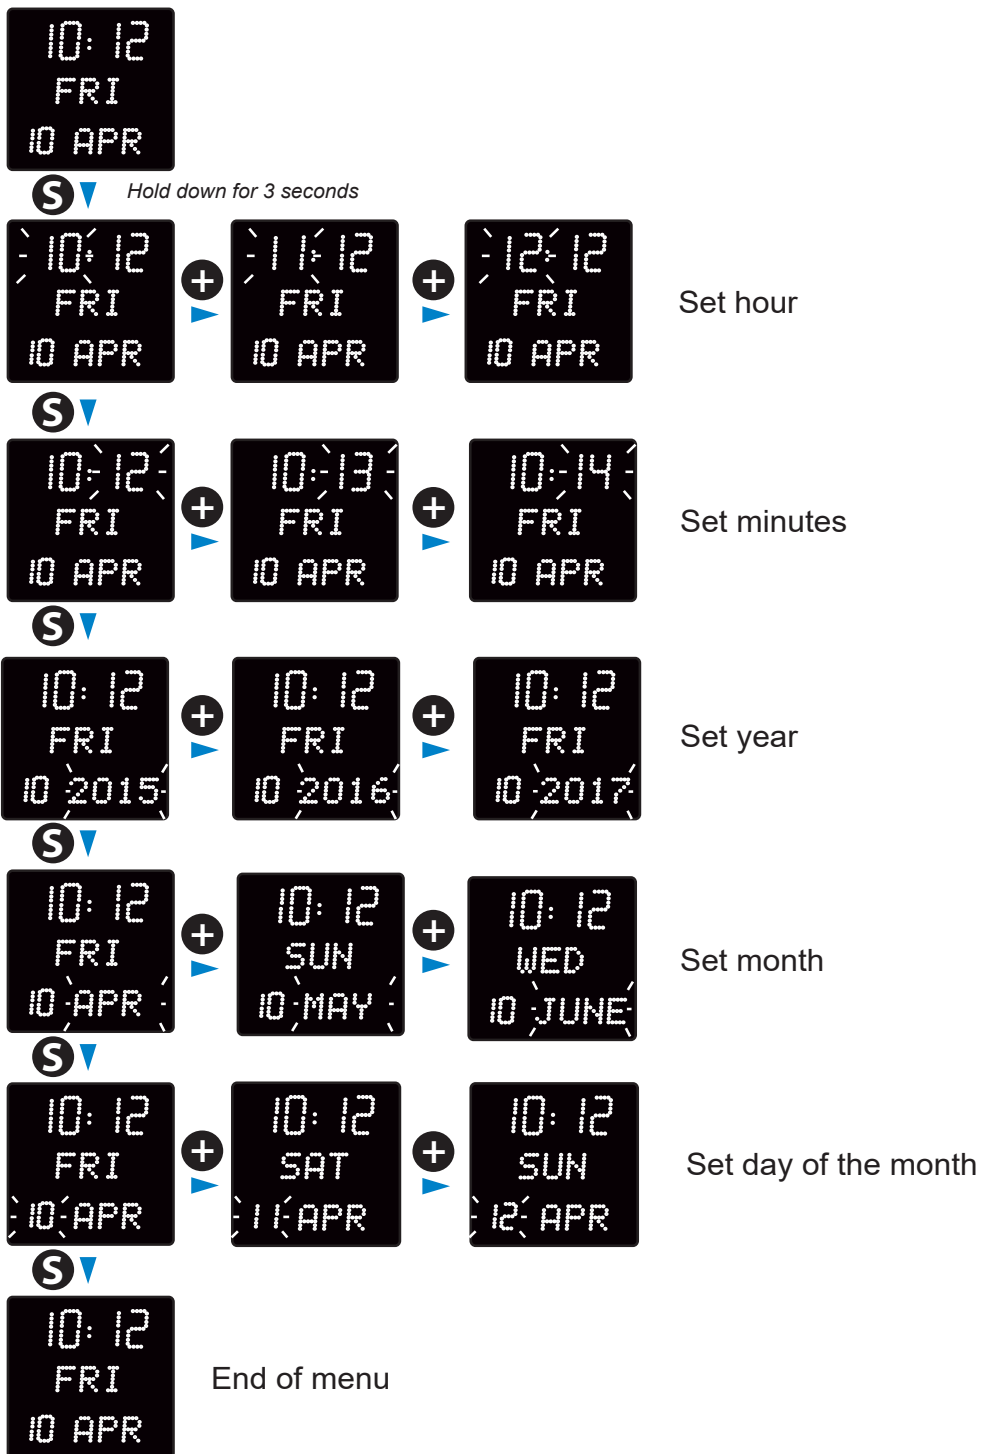 10:12
FRI
10 APR
S Hold down for 3 seconds
10:12 + 11:12 + 12:12
FRI FRI FRI Set hour
10 APR 10 APR 10 APR
S
10:12 + 10:13 + 10:14
FRI FRI FRI Set minutes
10 APR 10 APR 10 APR
S
10:12 + 10:12 + 10:12
FRI FRI FRI Set year
10 2015 10 2016 10 2017
S
10:12 + 10:12 + 10:12
FRI SUN WED Set month
10 APR 10 MAY 10 JUNE
S
10:12 + 10:12 + 10:12
FRI SAT SUN Set day of the month
10 APR 11 APR 12 APR
S
10:12
FRI End of menu
10 APR